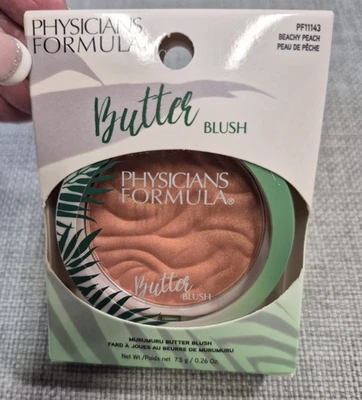 PHYSICIANS
FORMULA
PF11143
BEACHY PEACH
PEAU DE PÊCHE
Butter
BLUSH
PHYSICIANS
FORMULA®
Butter
BLUSH
MURUMURU BUTTER BLUSH
FARD À JOUES AU BEURRE DE MURUMURU
Net Wt./Poids net 7.5 g / 0.26 Oz.